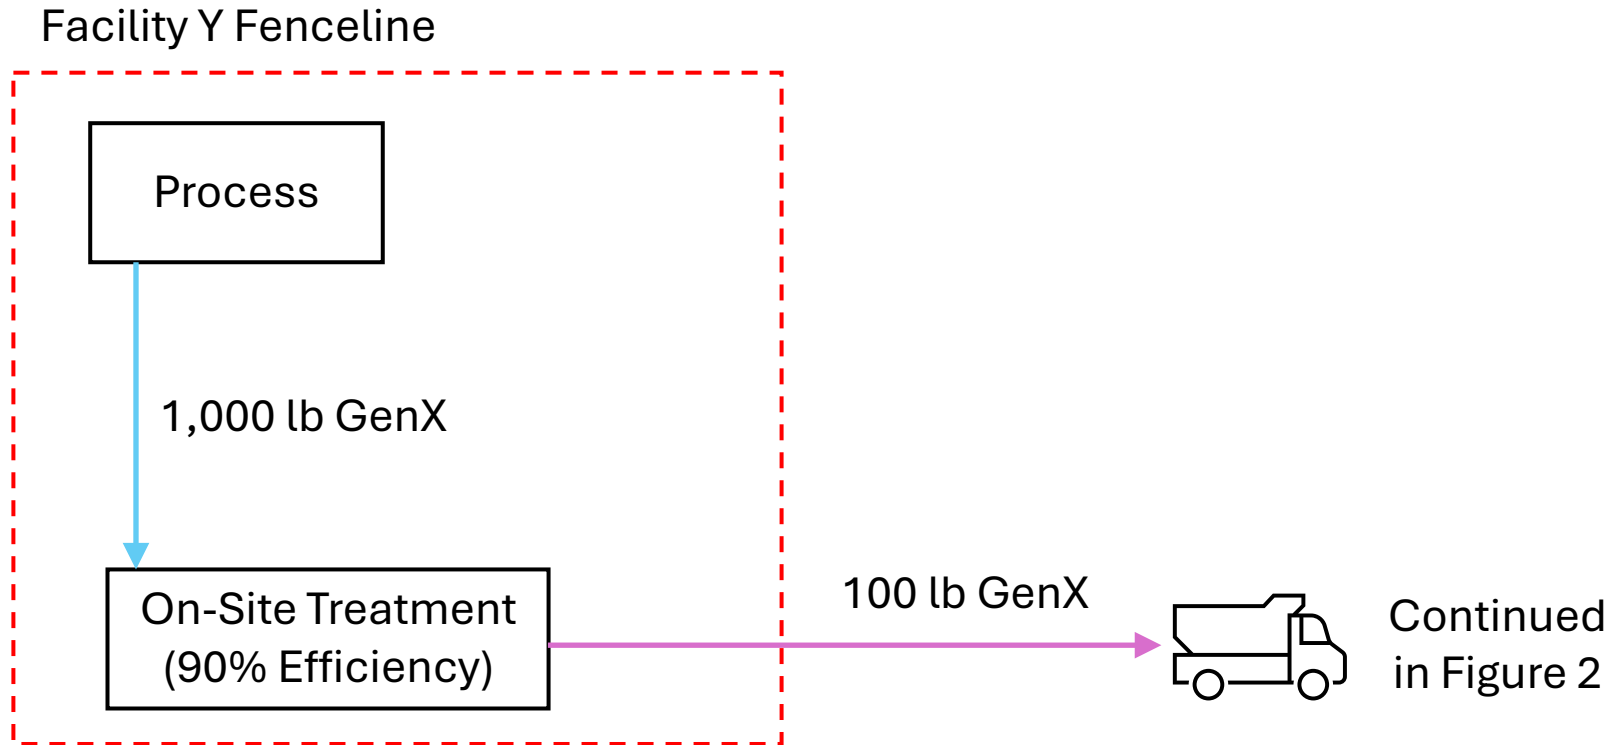 Facility Y Fenceline
Process
1,000 lb GenX
On-Site Treatment
(90% Efficiency)
100 lb GenX
Continued
in Figure 2